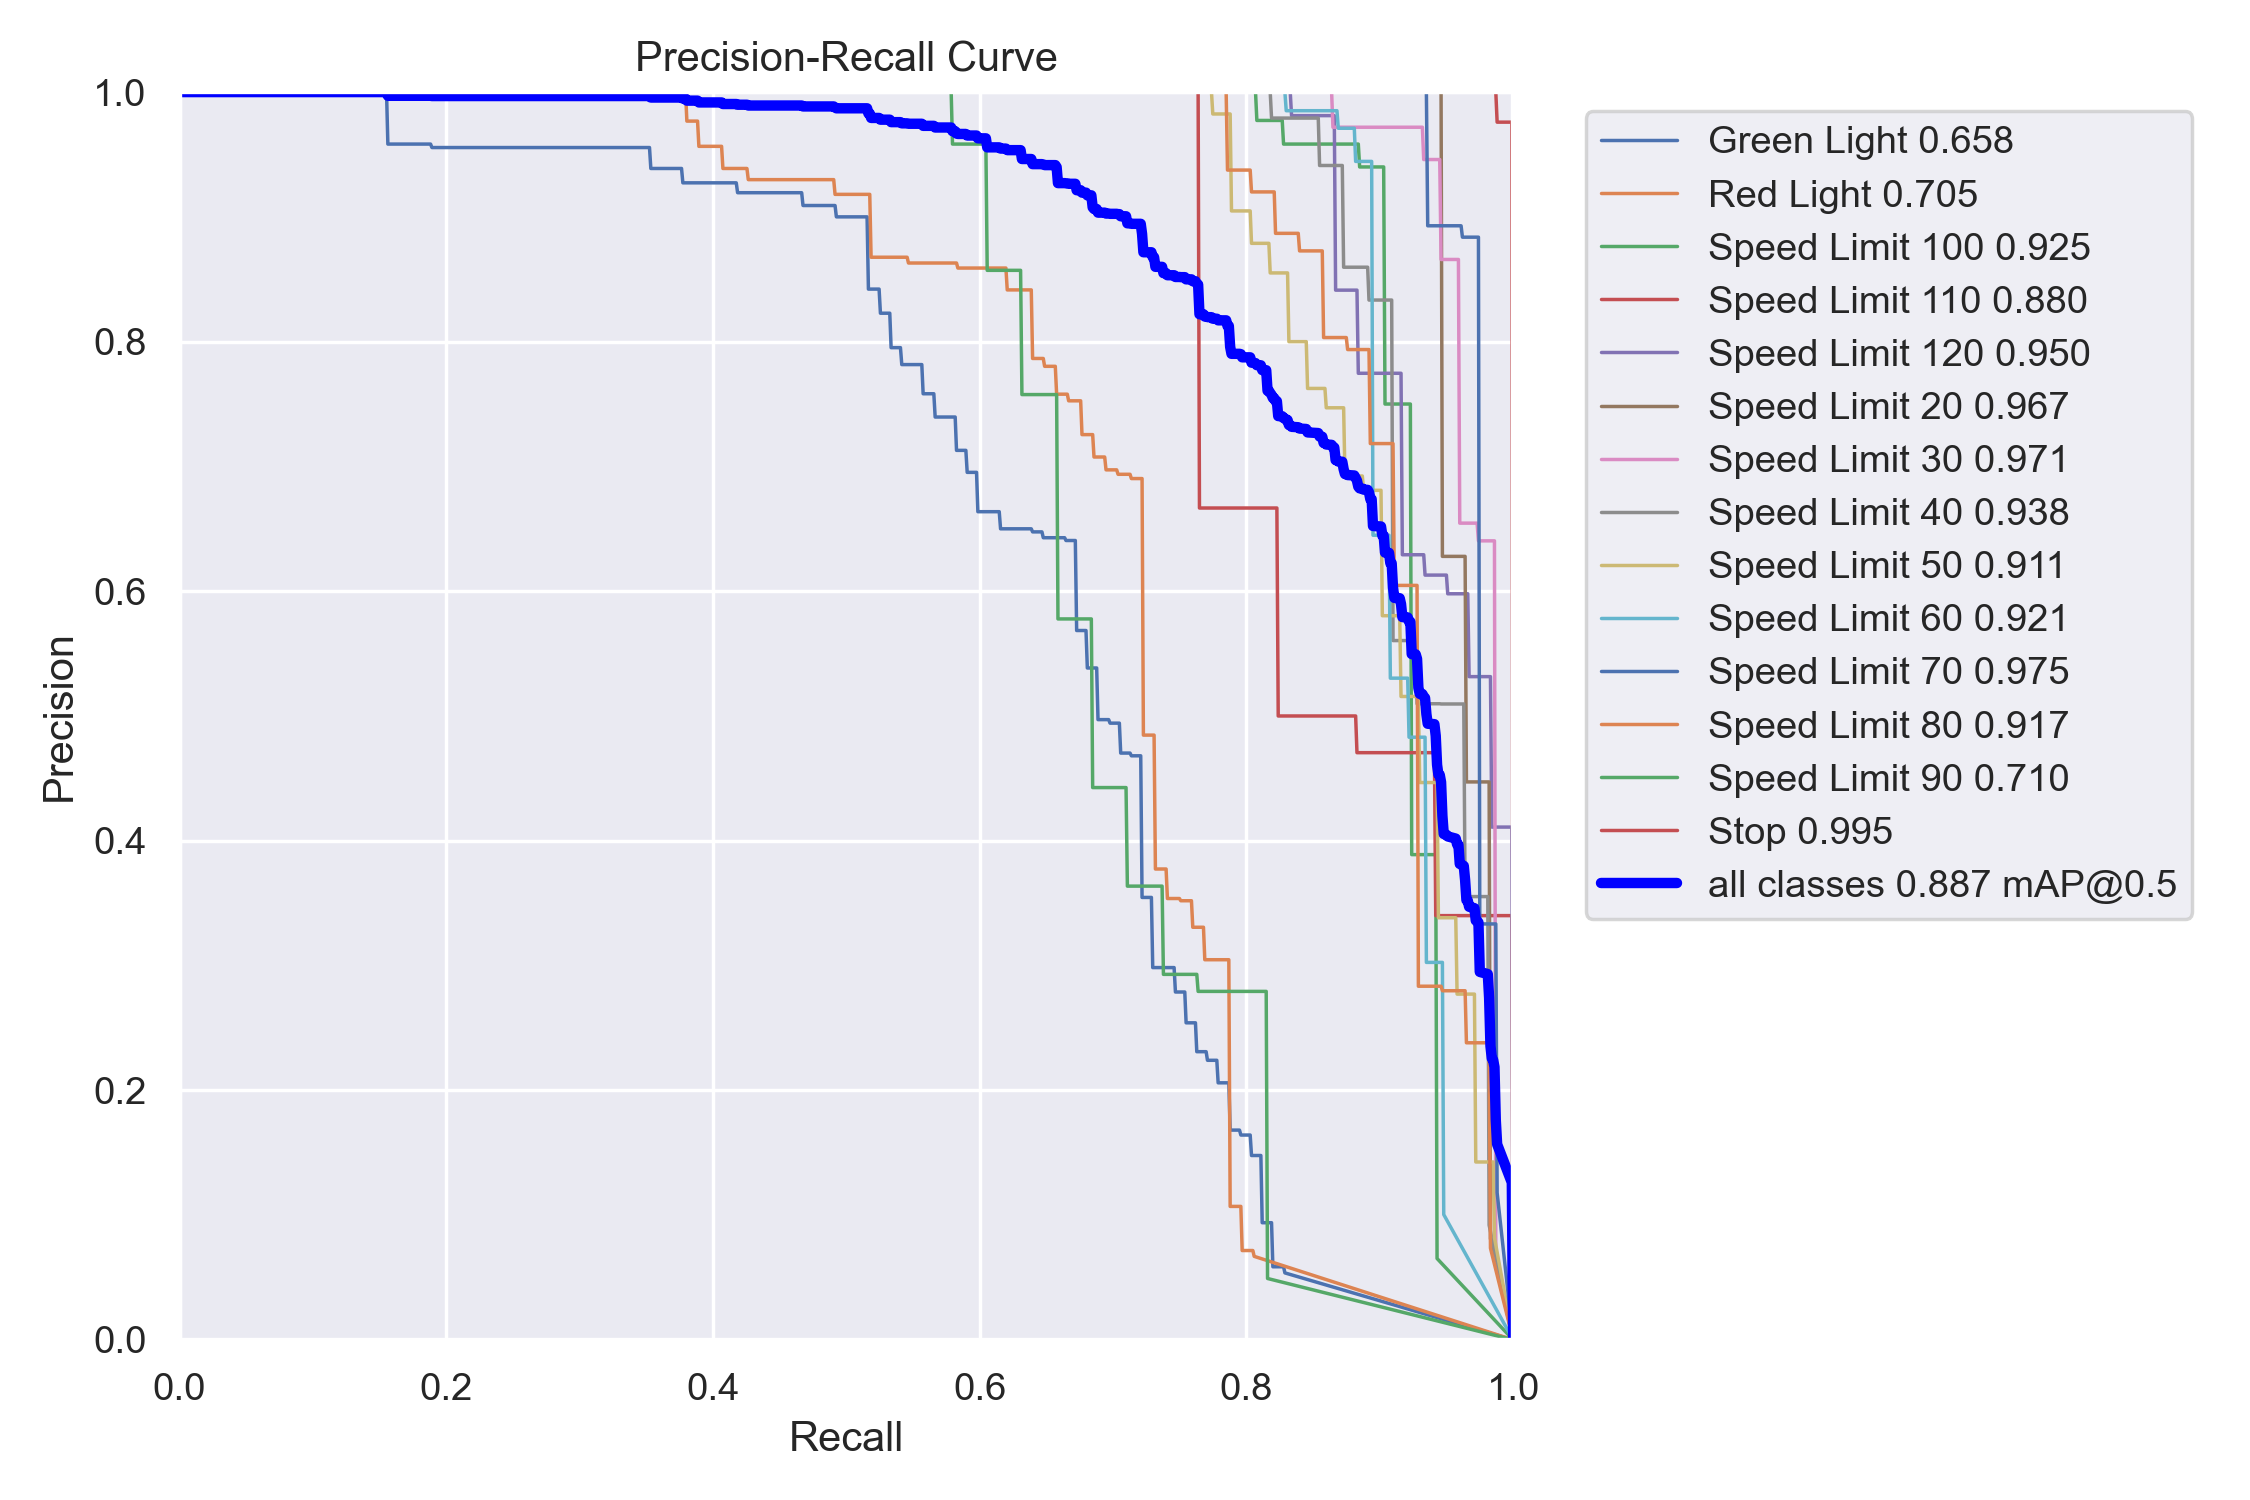 Precision-Recall Curve
1.0
0.8
0.6
0.4
0.2
0.0
Precision
0.0 0.2 0.4 0.6 0.8 1.0
Recall
Green Light 0.658
Red Light 0.705
Speed Limit 100 0.925
Speed Limit 110 0.880
Speed Limit 120 0.950
Speed Limit 20 0.967
Speed Limit 30 0.971
Speed Limit 40 0.938
Speed Limit 50 0.911
Speed Limit 60 0.921
Speed Limit 70 0.975
Speed Limit 80 0.917
Speed Limit 90 0.710
Stop 0.995
all classes 0.887 mAP@0.5